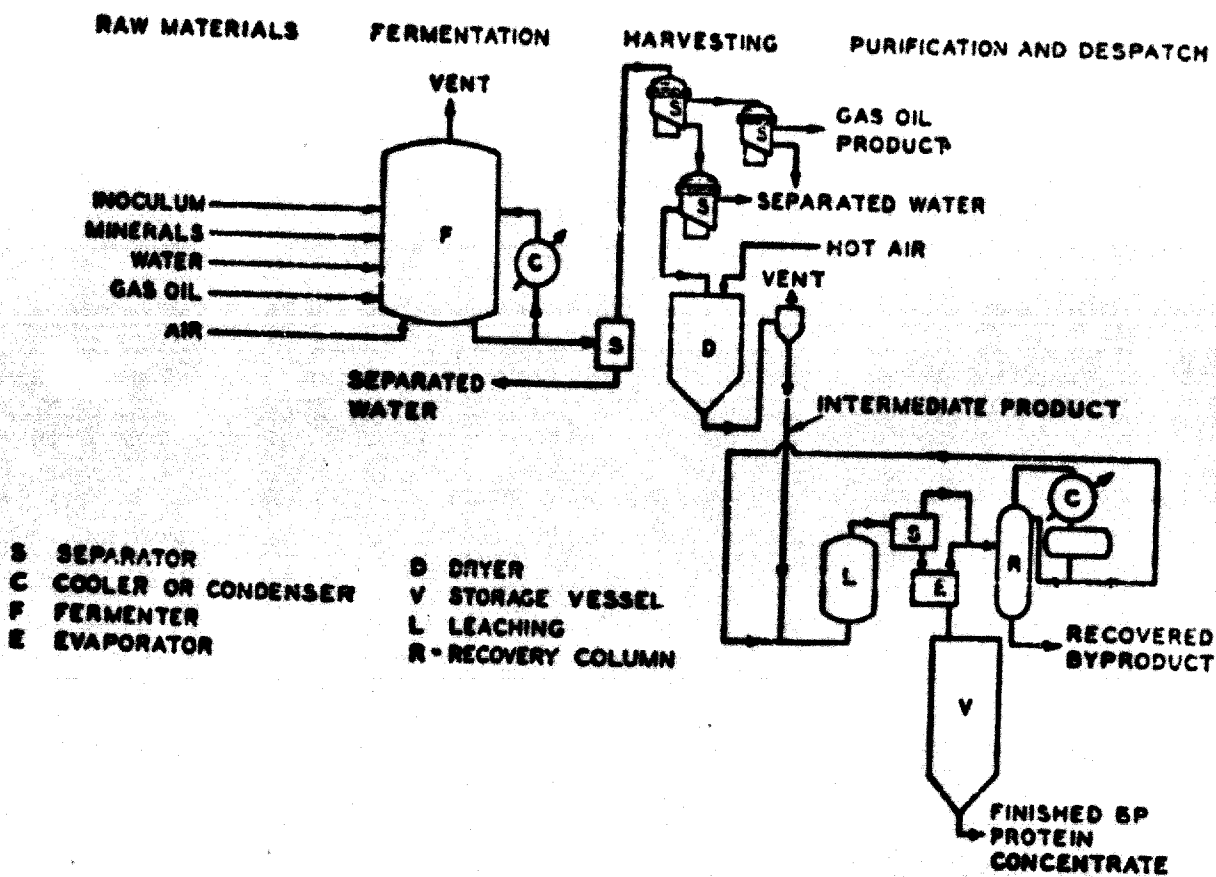 RAW MATERIALS
FERMENTATION
HARVESTING
PURIFICATION AND DESPATCH
VENT
INOCULUM
MINERALS
WATER
GAS OIL
AIR
F
C
S
SEPARATED
WATER
S
S
S
GAS OIL
PRODUCT
SEPARATED WATER
HOT AIR
VENT
D
INTERMEDIATE PRODUCT
L
S
E
R
C
RECOVERED
BYPRODUCT
V
FINISHED BP
PROTEIN
CONCENTRATE
S SEPARATOR
C COOLER OR CONDENSER
F FERMENTER
E EVAPORATOR
D DRYER
V STORAGE VESSEL
L LEACHING
R - RECOVERY COLUMN